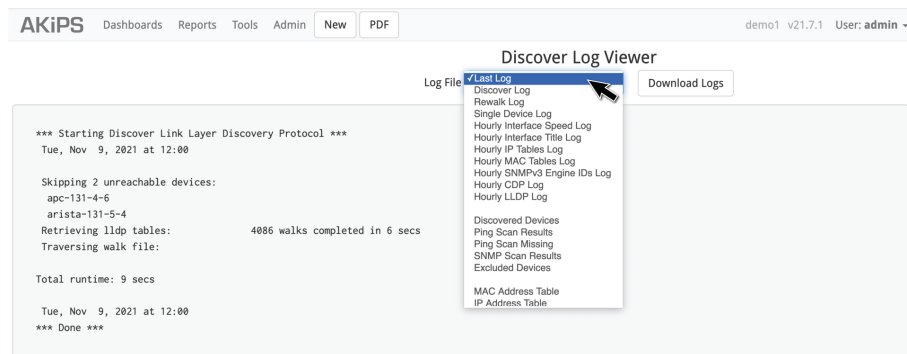 AKiPS Dashboards Reports Tools Admin New PDF demo1 v21.7.1 User: admin
Discover Log Viewer
Log File ✓Last Log Download Logs
Discover Log
Rewalk Log
Single Device Log
Hourly Interface Speed Log
Hourly Interface Title Log
Hourly IP Tables Log
Hourly MAC Tables Log
Hourly SNMPv3 Engine IDs Log
Hourly CDP Log
Hourly LLDP Log
Discovered Devices
Ping Scan Results
Ping Scan Missing
SNMP Scan Results
Excluded Devices
MAC Address Table
IP Address Table
*** Starting Discover Link Layer Discovery Protocol ***
Tue, Nov 9, 2021 at 12:00
Skipping 2 unreachable devices:
apc-131-4-6
arista-131-5-4
Retrieving lldp tables: 4086 walks completed in 6 secs
Traversing walk file:
Total runtime: 9 secs
Tue, Nov 9, 2021 at 12:00
*** Done ***